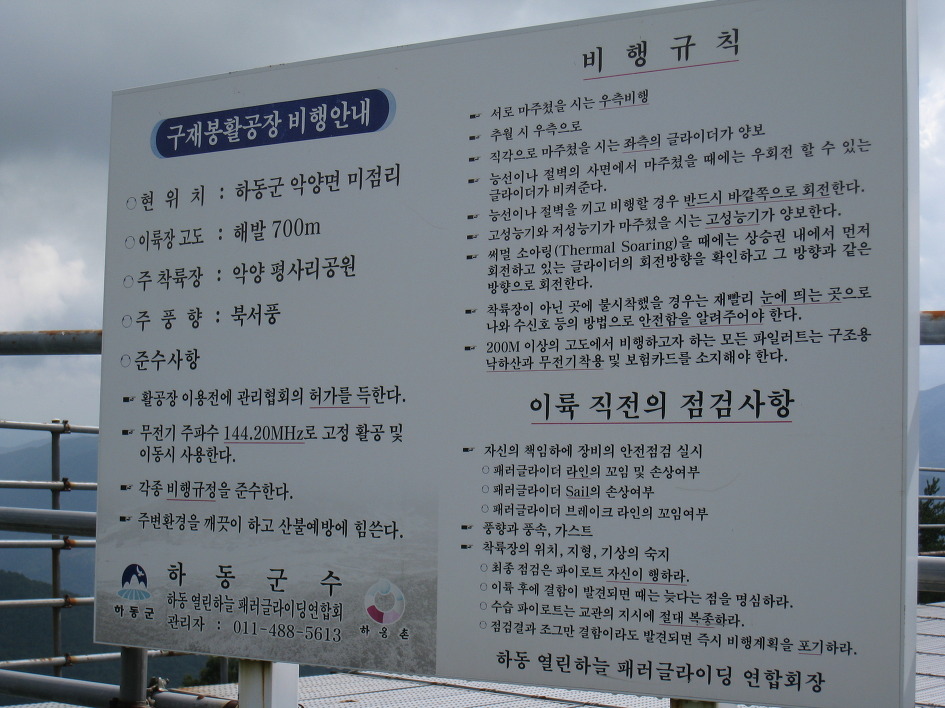 구재봉활공장 비행안내
현 위 치 : 하동군 악양면 미점리
이륙장 고도 : 해발 700m
주 착륙장 : 악양 평사리공원
주 풍 향 : 북서풍
준수사항
활공장 이용전에 관리협회의 허가를 득한다.
무전기 주파수 144.20MHz로 고정 활공 및
이동시 사용한다.
각종 비행규정을 준수한다.
주변환경을 깨끗이 하고 산불예방에 힘쓴다.
하동군
하 동 군 수
하동 열린하늘 패러글라이딩연합회
관리자 : 011-488-5613
하옹촌
비 행 규 칙
서로 마주쳤을 시는 우측비행
추월 시 우측으로
직각으로 마주쳤을 시는 좌측의 글라이더가 양보
능선이나 절벽의 사면에서 마주쳤을 때에는 우회전 할 수 있는
글라이더가 비켜준다.
능선이나 절벽을 끼고 비행할 경우 반드시 바깥쪽으로 회전한다.
고성능기와 저성능기가 마주쳤을 시는 고성능기가 양보한다.
써멀 소아링(Thermal Soaring)을 때에는 상승권 내에서 먼저
회전하고 있는 글라이더의 회전방향을 확인하고 그 방향과 같은
방향으로 회전한다.
착륙장이 아닌 곳에 불시착했을 경우는 재빨리 눈에 띄는 곳으로
나와 수신호 등의 방법으로 안전함을 알려주어야 한다.
200M 이상의 고도에서 비행하고자 하는 모든 파일러트는 구조용
낙하산과 무전기착용 및 보험카드를 소지해야 한다.
이륙 직전의 점검사항
자신의 책임하에 장비의 안전점검 실시
패러글라이더 라인의 꼬임 및 손상여부
패러글라이더 Sail의 손상여부
패러글라이더 브레이크 라인의 꼬임여부
풍향과 풍속, 가스트
착륙장의 위치, 지형, 기상의 숙지
최종 점검은 파이로트 자신이 행하라.
이륙 후에 결함이 발견되면 때는 늦다는 점을 명심하라.
수습 파이로트는 교관의 지시에 절대 복종하라.
점검결과 조그만 결함이라도 발견되면 즉시 비행계획을 포기하라.
하동 열린하늘 패러글라이딩 연합회장